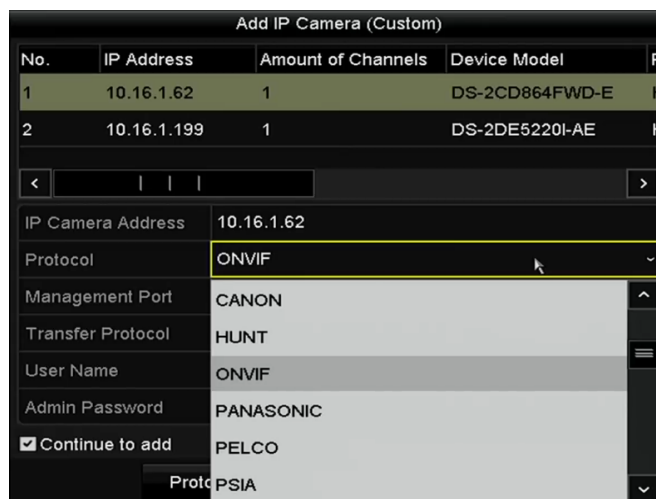 Add IP Camera (Custom)
No. IP Address Amount of Channels Device Model
1 10.16.1.62 1 DS-2CD864FWD-E
2 10.16.1.199 1 DS-2DE5220I-AE
IP Camera Address 10.16.1.62
Protocol ONVIF
Management Port CANON
Transfer Protocol HUNT
User Name ONVIF
Admin Password PANASONIC
Continue to add PELCO
PSIA